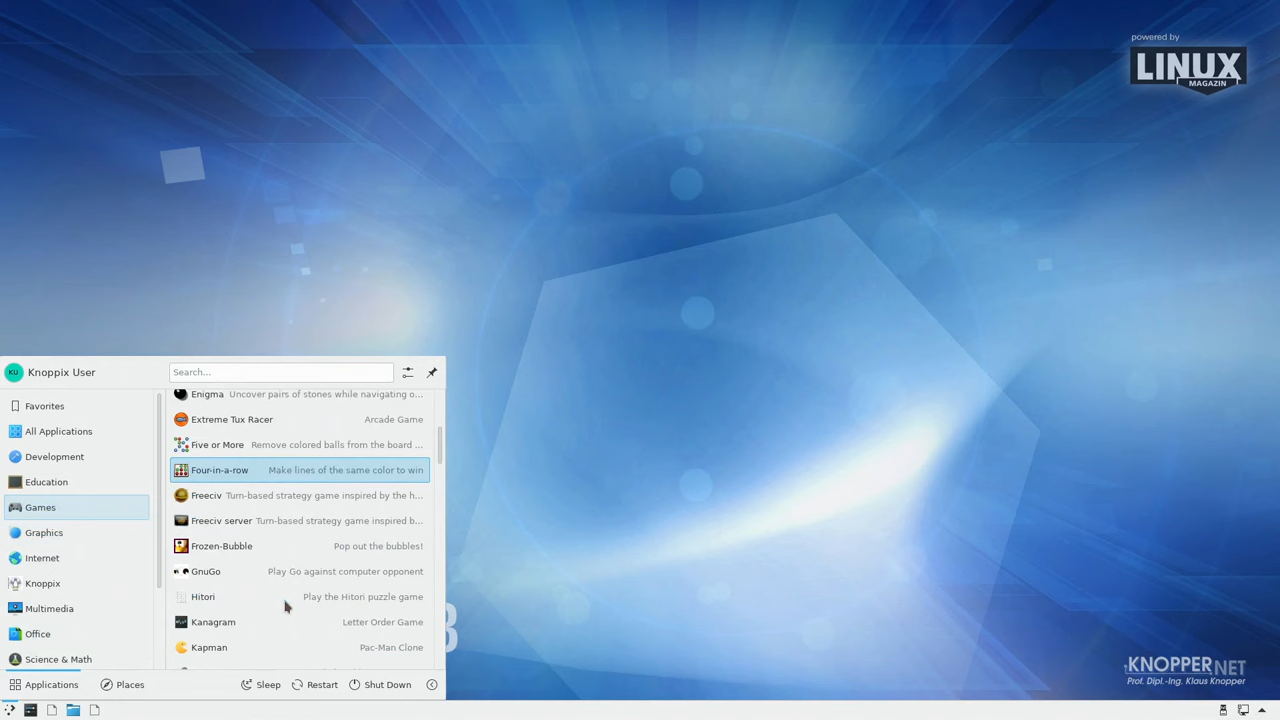 powered by
LINUX
MAGAZIN
KU Knoppix User
Search...
Favorites
All Applications
Development
Education
Games
Graphics
Internet
Knoppix
Multimedia
Office
Science & Math
Enigma Uncover pairs of stones while navigating o...
Extreme Tux Racer Arcade Game
Five or More Remove colored balls from the board ...
Four-in-a-row Make lines of the same color to win
Freeciv Turn-based strategy game inspired by the h...
Freeciv server Turn-based strategy game inspired b...
Frozen-Bubble Pop out the bubbles!
GnuGo Play Go against computer opponent
Hitori Play the Hitori puzzle game
Kanagram Letter Order Game
Kapman Pac-Man Clone
Applications Places Sleep Restart Shut Down
KNOPPER.NET
Prof. Dipl.-Ing. Klaus Knopper